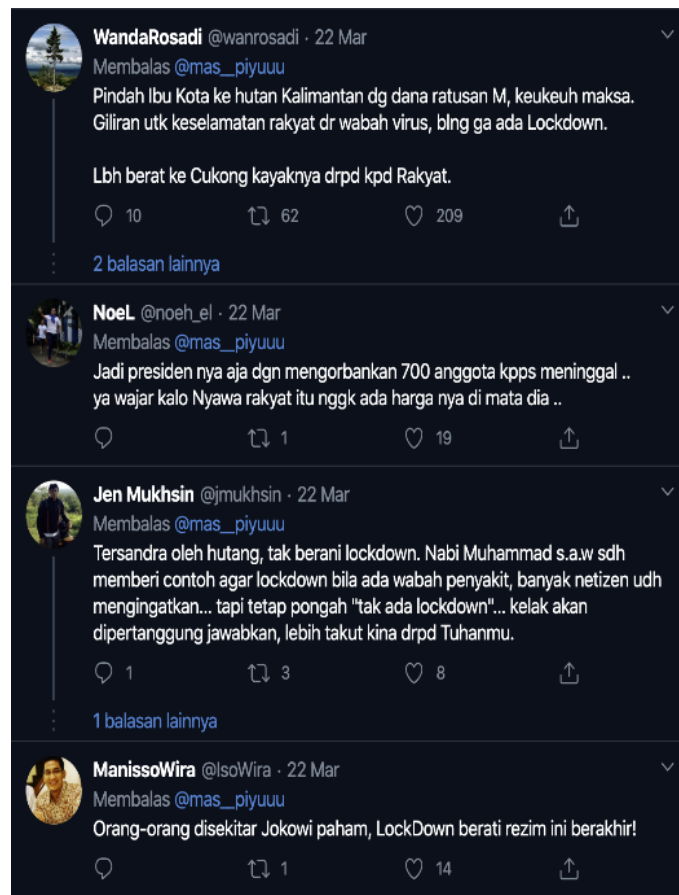 WandaRosadi @wanrosadi · 22 Mar
Membalas @mas__piyuuu
Pindah Ibu Kota ke hutan Kalimantan dg dana ratusan M, keukeuh maksa.
Giliran utk keselamatan rakyat dr wabah virus, blng ga ada Lockdown.
Lbh berat ke Cukong kayaknya drpd kpd Rakyat.
10 62 209
2 balasan lainnya
NoeL @noeh_el · 22 Mar
Membalas @mas__piyuuu
Jadi presiden nya aja dgn mengorbankan 700 anggota kpps meninggal ..
ya wajar kalo Nyawa rakyat itu nggk ada harga nya di mata dia ..
1 19
Jen Mukhsin @jmukhsin · 22 Mar
Membalas @mas__piyuuu
Tersandra oleh hutang, tak berani lockdown. Nabi Muhammad s.a.w sdh
memberi contoh agar lockdown bila ada wabah penyakit, banyak netizen udh
mengingatkan... tapi tetap pongah "tak ada lockdown"... kelak akan
dipertanggung jawabkan, lebih takut kina drpd Tuhanmu.
1 3 8
1 balasan lainnya
ManissoWira @IsoWira · 22 Mar
Membalas @mas__piyuuu
Orang-orang disekitar Jokowi paham, LockDown berati rezim ini berakhir!
1 14